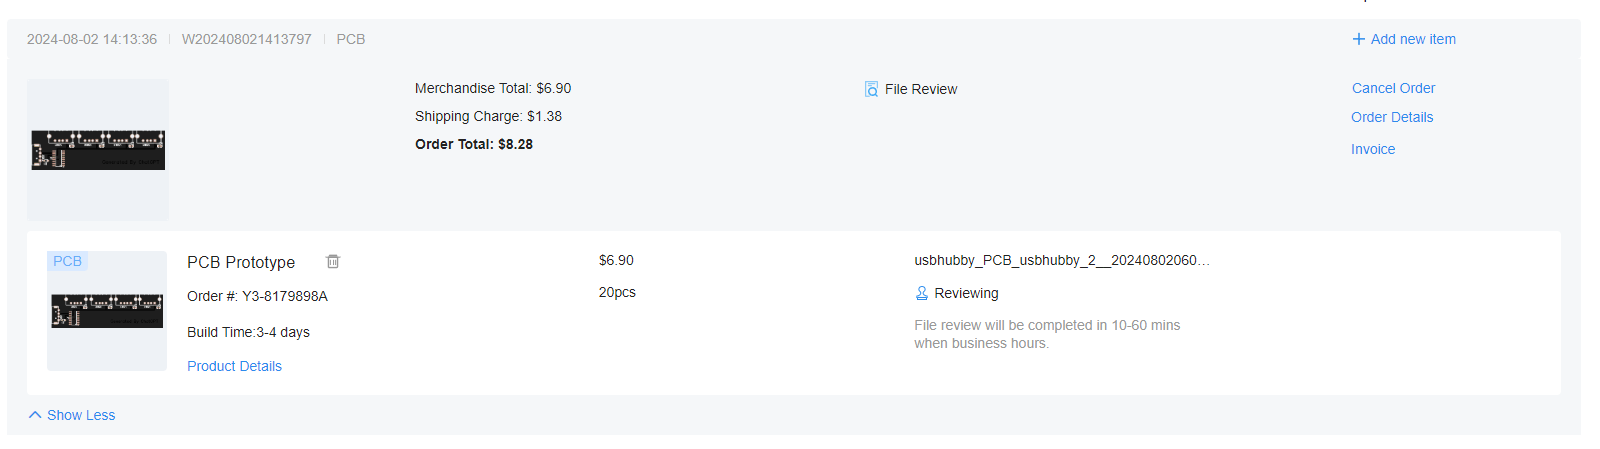 2024-08-02 14:13:36 | W202408021413797 | PCB
+ Add new item
Merchandise Total: $6.90
Shipping Charge: $1.38
Order Total: $8.28
File Review
Cancel Order
Order Details
Invoice
PCB
PCB Prototype
Order #: Y3-8179898A
Build Time:3-4 days
Product Details
$6.90
20pcs
usbhubby_PCB_usbhubby_2__20240802060...
Reviewing
File review will be completed in 10-60 mins
when business hours.
Show Less